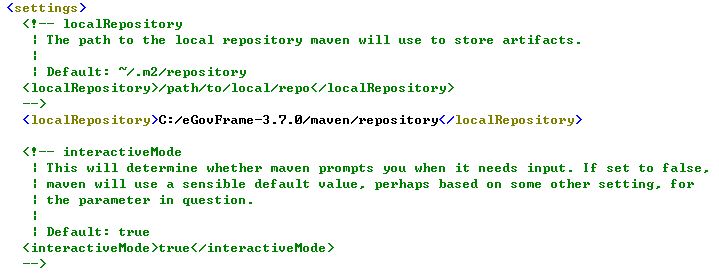 <settings>
<!-- localRepository
| The path to the local repository maven will use to store artifacts.
|
| Default: ~/.m2/repository
<localRepository>/path/to/local/repo</localRepository>
-->
<localRepository>C:/eGovFrame-3.7.0/maven/repository</localRepository>
<!-- interactiveMode
| This will determine whether maven prompts you when it needs input. If set to false,
| maven will use a sensible default value, perhaps based on some other setting, for
| the parameter in question.
|
| Default: true
<interactiveMode>true</interactiveMode>
-->